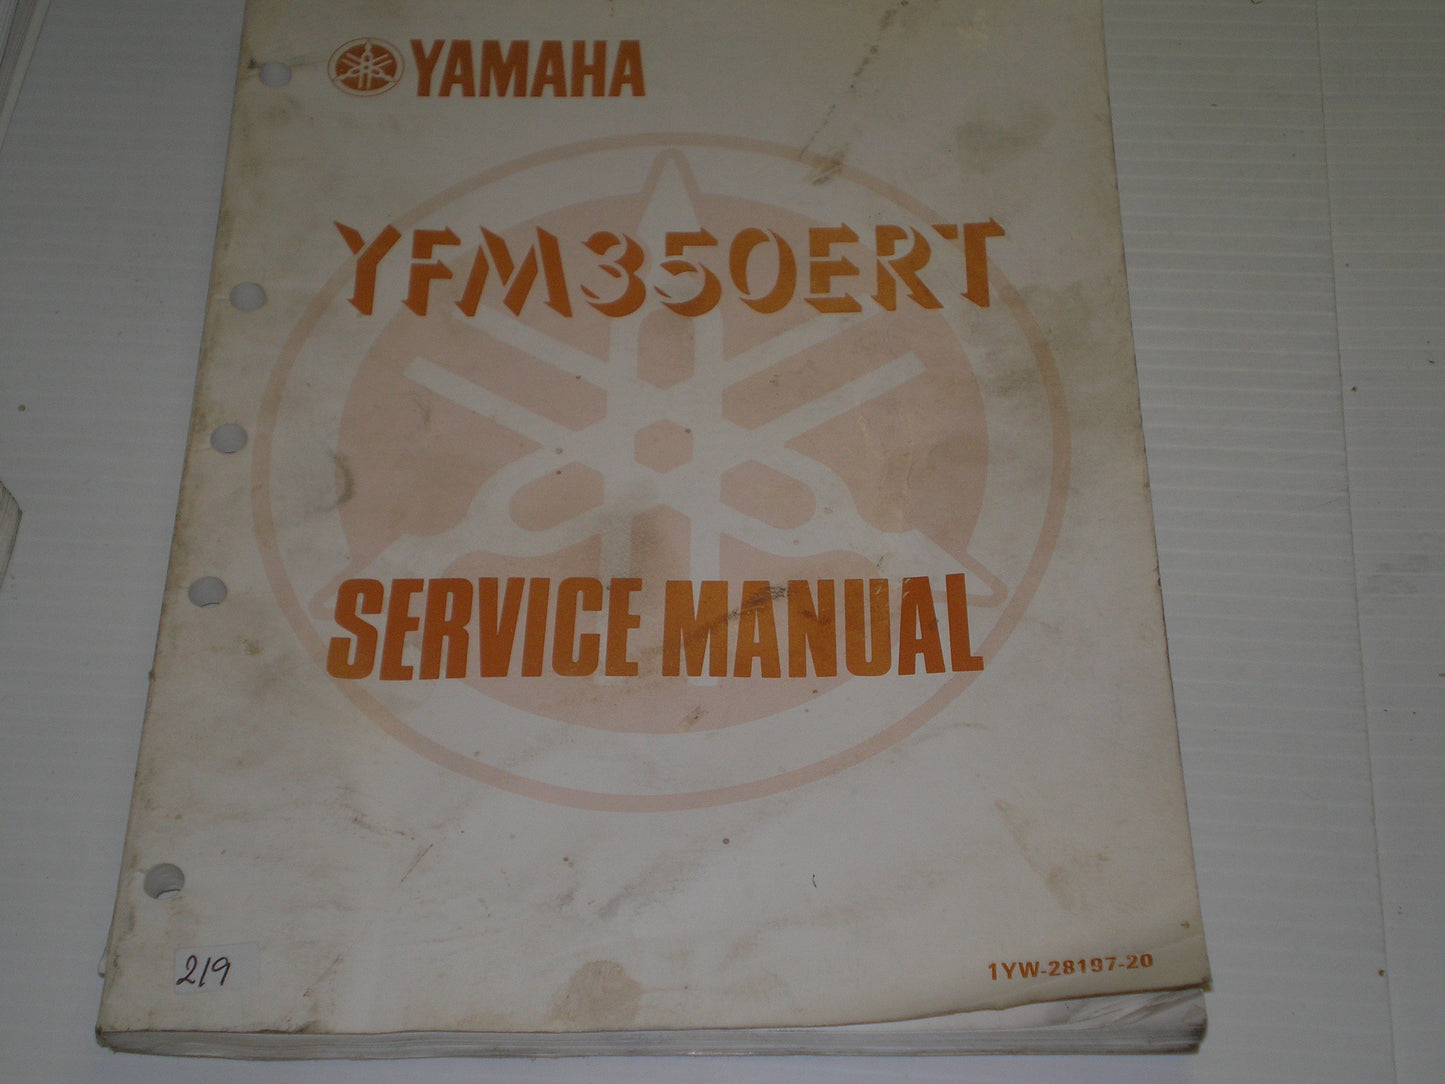 YAMAHA
YFM350ERT
SERVICE MANUAL
219
1YW-28197-20